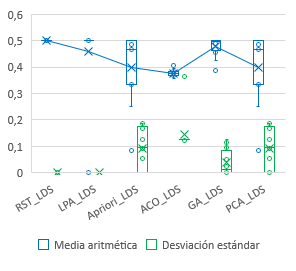 0,6
0,5
0,4
0,3
0,2
0,1
0
RST_LDS
LPA_LDS
Apriori_LDS
ACO_LDS
GA_LDS
PCA_LDS
Media aritmética
Desviación estándar